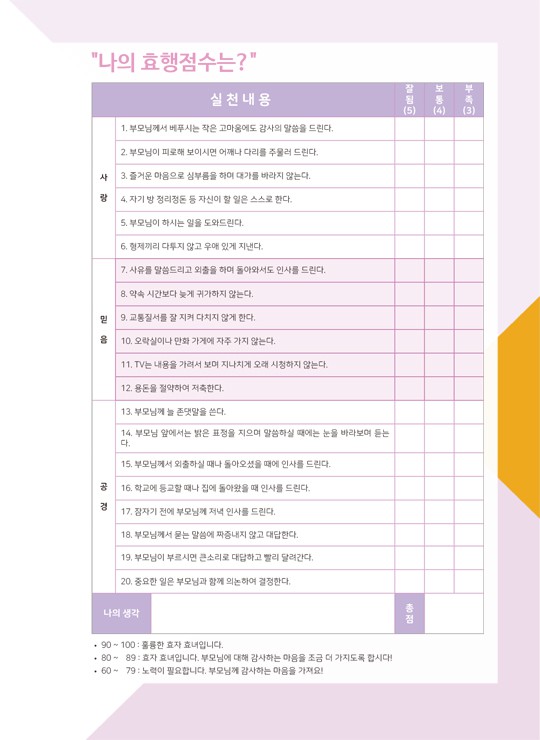 "나의 효행점수는?"
실 천 내 용
잘됨(5)
보통(4)
부족(3)
사랑
1. 부모님께서 베푸시는 작은 고마움에도 감사의 말씀을 드린다.
2. 부모님이 피로해 보이시면 어깨나 다리를 주물러 드린다.
3. 즐거운 마음으로 심부름을 하며 대가를 바라지 않는다.
4. 자기 방 정리정돈 등 자신이 할 일은 스스로 한다.
5. 부모님이 하시는 일을 도와드린다.
6. 형제끼리 다투지 않고 우애 있게 지낸다.
믿음
7. 사유를 말씀드리고 외출을 하며 돌아와서도 인사를 드린다.
8. 약속 시간보다 늦게 귀가하지 않는다.
9. 교통질서를 잘 지켜 다치지 않게 한다.
10. 오락실이나 만화 가게에 자주 가지 않는다.
11. TV는 내용을 가려서 보며 지나치게 오래 시청하지 않는다.
12. 용돈을 절약하여 저축한다.
공경
13. 부모님께 늘 존댓말을 쓴다.
14. 부모님 앞에서는 밝은 표정을 지으며 말씀하실 때에는 눈을 바라보며 듣는
다.
15. 부모님께서 외출하실 때나 돌아오셨을 때에 인사를 드린다.
16. 학교에 등교할 때나 집에 돌아왔을 때 인사를 드린다.
17. 잠자기 전에 부모님께 저녁 인사를 드린다.
18. 부모님께서 묻는 말씀에 짜증내지 않고 대답한다.
19. 부모님이 부르시면 큰소리로 대답하고 빨리 달려간다.
20. 중요한 일은 부모님과 함께 의논하여 결정한다.
나의 생각
총점
• 90 ~ 100 : 훌륭한 효자 효녀입니다.
• 80 ~ 89 : 효자 효녀입니다. 부모님에 대해 감사하는 마음을 조금 더 가지도록 합시다!
• 60 ~ 79 : 노력이 필요합니다. 부모님께 감사하는 마음을 가져요!